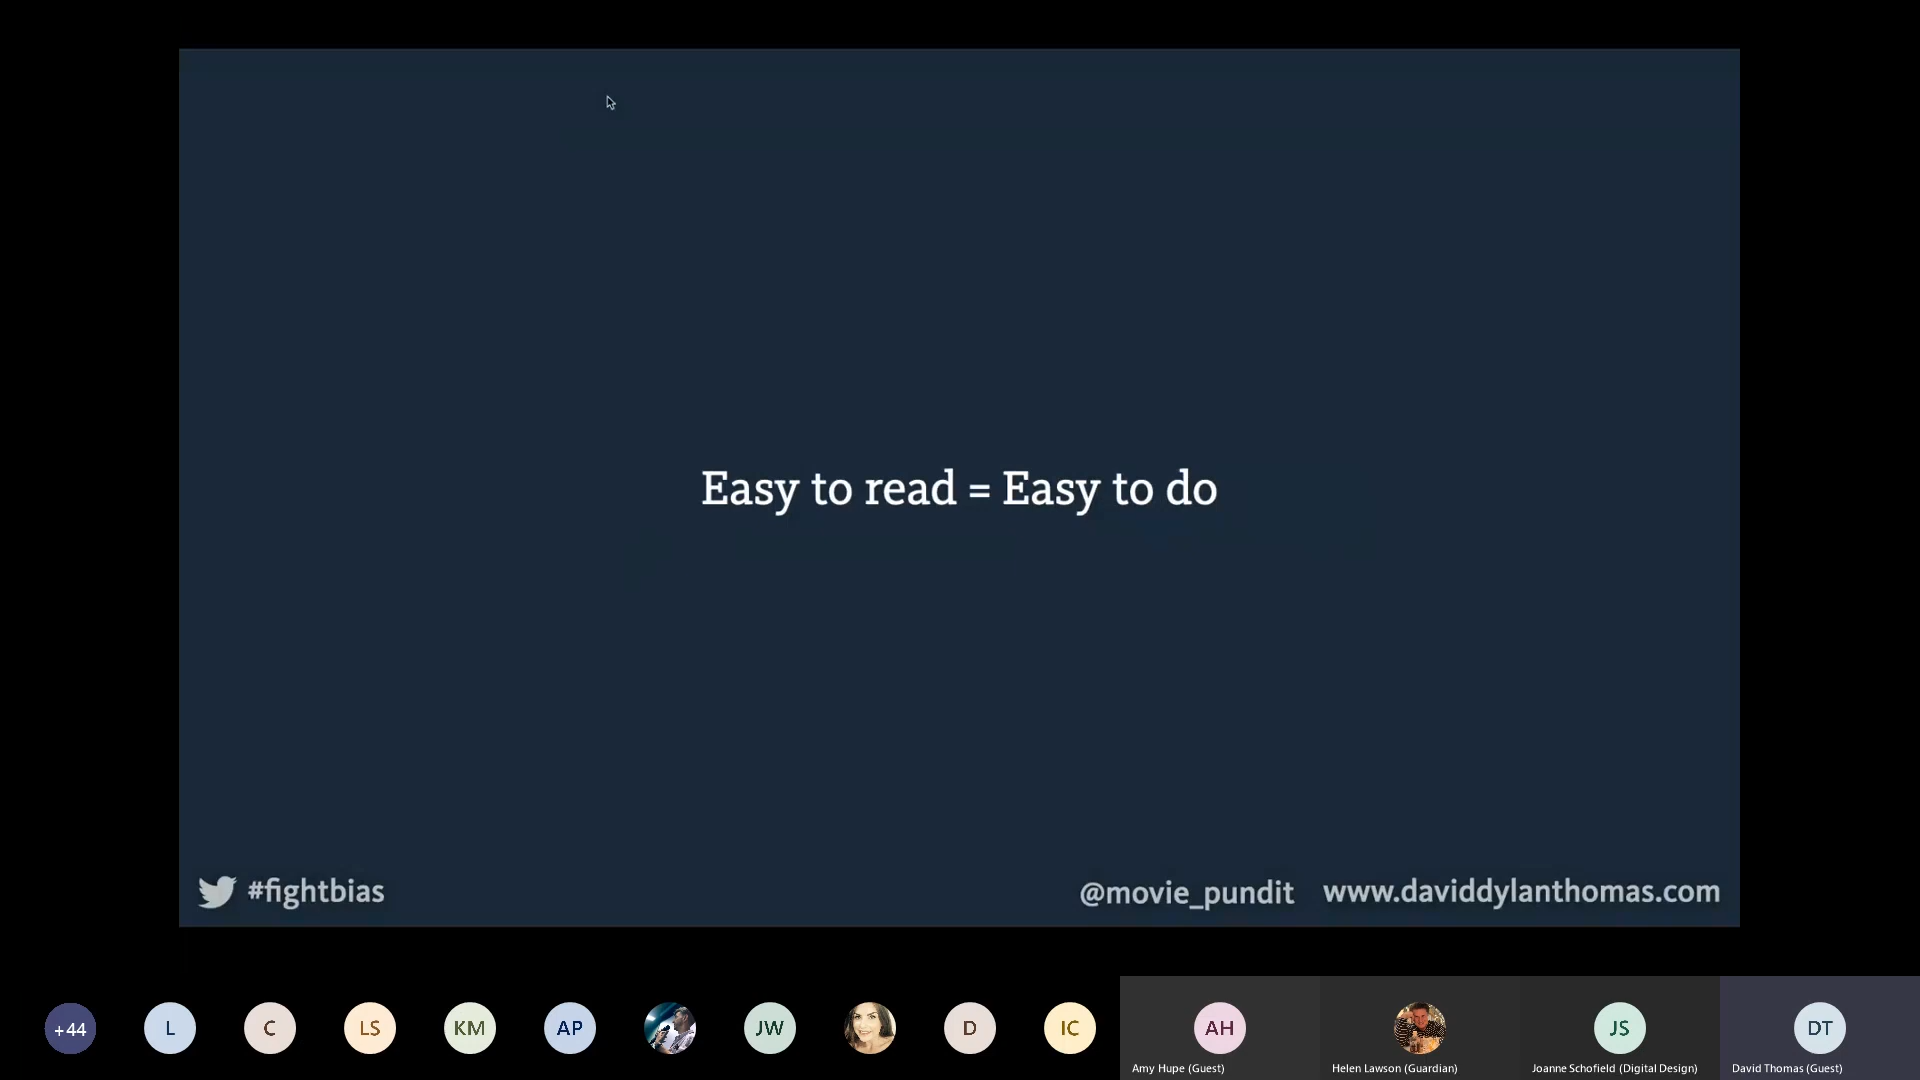 Easy to read = Easy to do
#fightbias
@movie_pundit www.daviddylanthomas.com
+44
L
C
LS
KM
AP
JW
D
IC
AH
JS
DT
Amy Hupe (Guest)
Helen Lawson (Guardian)
Joanne Schofield (Digital Design)
David Thomas (Guest)